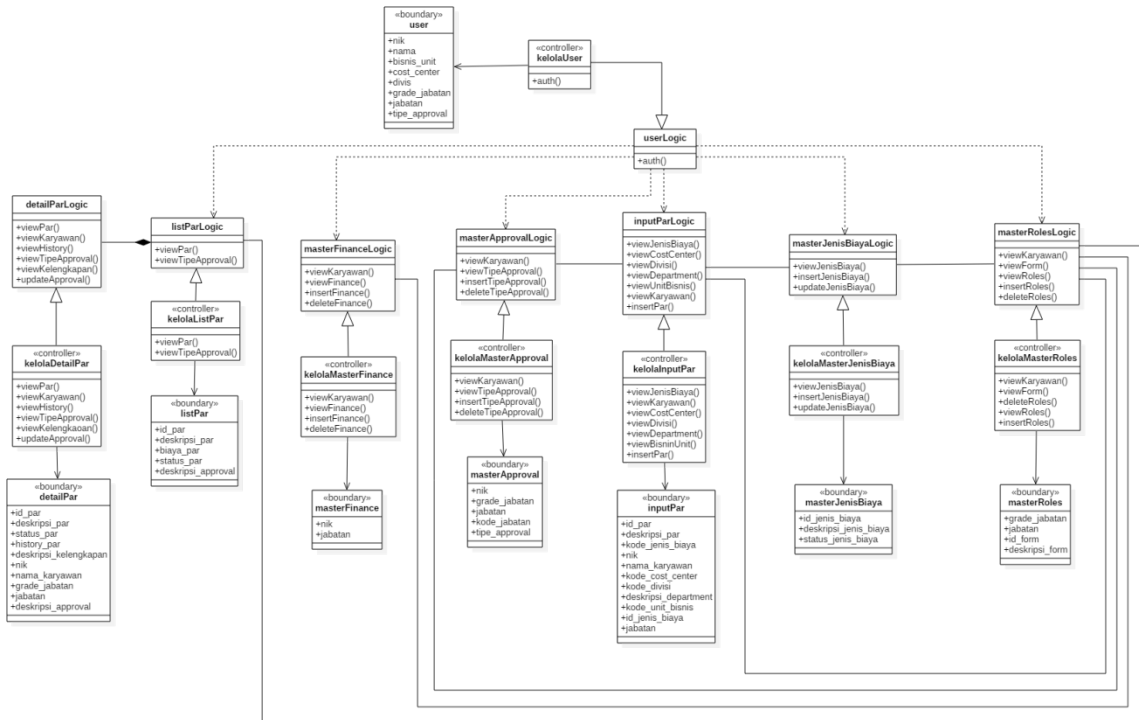 «boundary»
user
+nik
+nama
+bisnis_unit
+cost_center
+divis
+grade_jabatan
+jabatan
+tipe_approval
«controller»
kelolaUser
+auth()
userLogic
+auth()
detailParLogic
+viewPar()
+viewKaryawan()
+viewHistory()
+viewTipeApproval()
+viewKelengkapan()
+updateApproval()
listParLogic
+viewPar()
+viewTipeApproval()
masterFinanceLogic
+viewKaryawan()
+viewFinance()
+insertFinance()
+deleteFinance()
masterApprovalLogic
+viewKaryawan()
+viewTipeApproval()
+insertTipeApproval()
+deleteTipeApproval()
inputParLogic
+viewJenisBiaya()
+viewCostCenter()
+viewDivisi()
+viewDepartment()
+viewUnitBisnis()
+viewKaryawan()
+insertPar()
masterJenisBiayaLogic
+viewJenisBiaya()
+insertJenisBiaya()
+updateJenisBiaya()
masterRolesLogic
+viewKaryawan()
+viewForm()
+viewRoles()
+insertRoles()
+deleteRoles()
«controller»
kelolaDetailPar
+viewPar()
+viewKaryawan()
+viewHistory()
+viewTipeApproval()
+viewKelengkaoan()
+updateApproval()
«controller»
kelolaListPar
+viewPar()
+viewTipeApproval()
«controller»
kelolaMasterFinance
+viewKaryawan()
+viewFinance()
+insertFinance()
+deleteFinance()
«controller»
kelolaMasterApproval
+viewKaryawan()
+viewTipeApproval()
+insertTipeApproval()
+deleteTipeApproval()
«controller»
kelolaInputPar
+viewJenisBiaya()
+viewKaryawan()
+viewCostCenter()
+viewDivisi()
+viewDepartment()
+viewBisninUnit()
+insertPar()
«controller»
kelolaMasterJenisBiaya
+viewJenisBiaya()
+insertJenisBiaya()
+updateJenisBiaya()
«controller»
kelolaMasterRoles
+viewKaryawan()
+viewForm()
+deleteRoles()
+viewRoles()
+insertRoles()
«boundary»
detailPar
+id_par
+deskripsi_par
+status_par
+history_par
+deskripsi_kelengkapan
+nik
+nama_karyawan
+grade_jabatan
+jabatan
+deskripsi_approval
«boundary»
listPar
+id_par
+deskripsi_par
+biaya_par
+status_par
+deskripsi_approval
«boundary»
masterFinance
+nik
+jabatan
«boundary»
masterApproval
+nik
+grade_jabatan
+jabatan
+kode_jabatan
+tipe_approval
«boundary»
inputPar
+id_par
+deskripsi_par
+kode_jenis_biaya
+nik
+nama_karyawan
+kode_cost_center
+kode_divisi
+deskripsi_department
+kode_unit_bisnis
+id_jenis_biaya
+jabatan
«boundary»
masterJenisBiaya
+id_jenis_biaya
+deskripsi_jenis_biaya
+status_jenis_biaya
«boundary»
masterRoles
+grade_jabatan
+jabatan
+id_form
+deskripsi_form